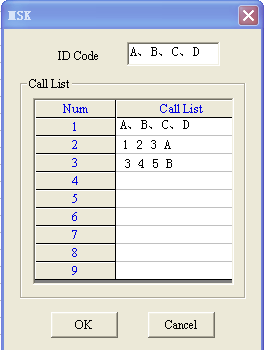 MSK
ID Code A、B、C、D
Call List
Num Call List
1 A、B、C、D
2 1 2 3 A
3 3 4 5 B
4
5
6
7
8
9
OK Cancel